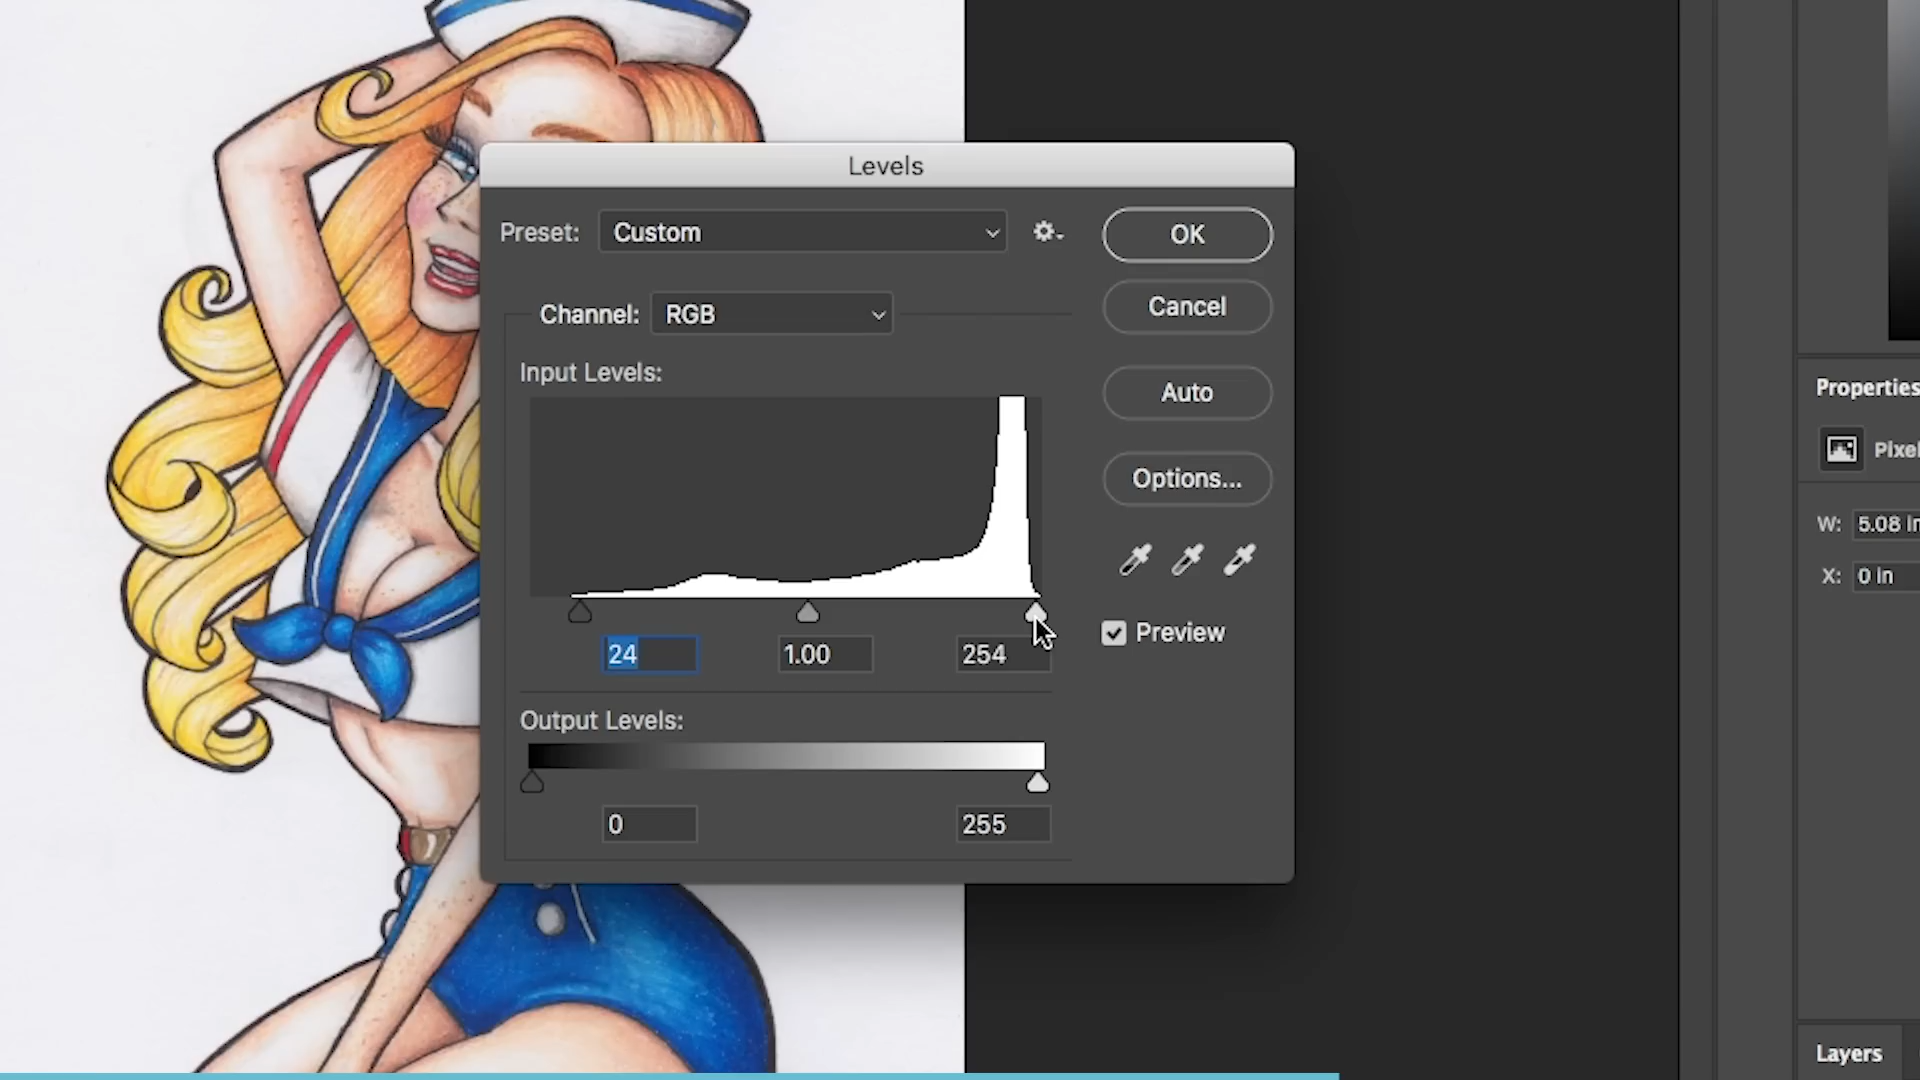 Levels
Preset: Custom
OK
Cancel
Channel: RGB
Input Levels:
Auto
Options...
24 1.00 254
Preview
Output Levels:
0 255
Properties
Pixel
W: 5.08 in
X: 0 in
Layers